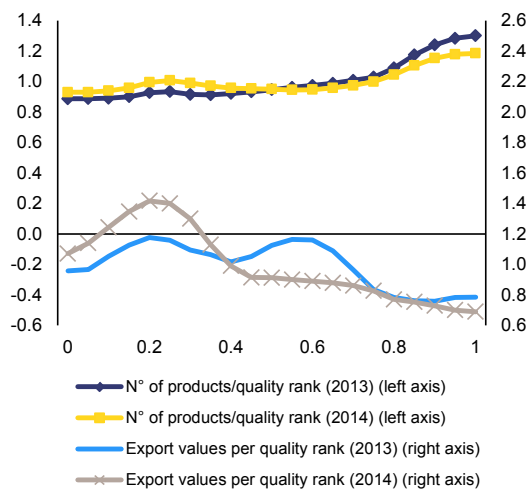 1.4 2.6
1.2 2.4
1.0 2.2
0.8 2.0
0.6 1.8
0.4 1.6
0.2 1.4
0.0 1.2
-0.2 1.0
-0.4 0.8
-0.6 0.6
0 0.2 0.4 0.6 0.8 1
N° of products/quality rank (2013) (left axis)
N° of products/quality rank (2014) (left axis)
Export values per quality rank (2013) (right axis)
Export values per quality rank (2014) (right axis)